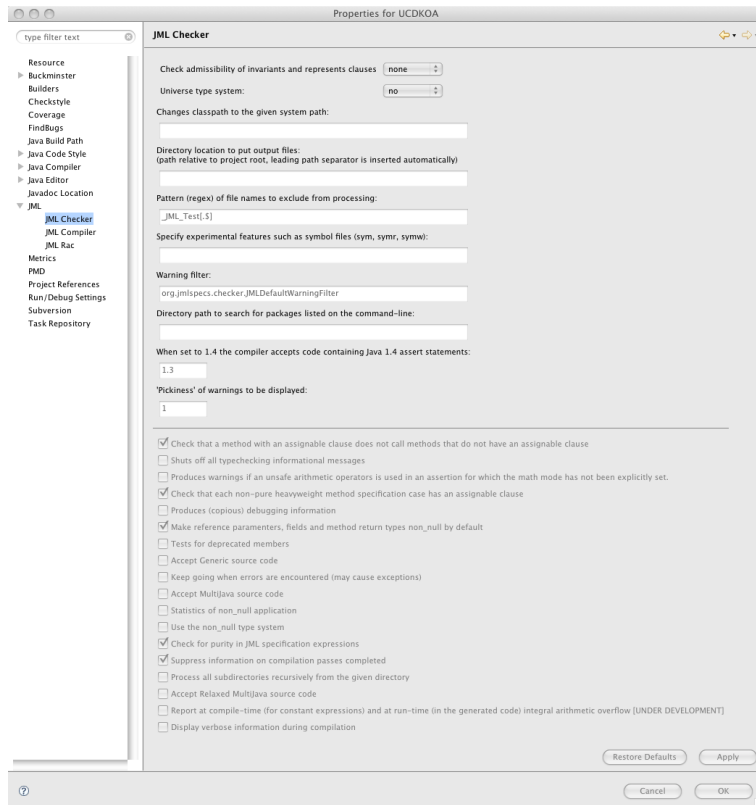 Properties for UCDKOA
type filter text
JML Checker
Resource
Buckminster
Builders
Checkstyle
Coverage
FindBugs
Java Build Path
Java Code Style
Java Compiler
Java Editor
Javadoc Location
JML
JML Checker
JML Compiler
JML Rac
Metrics
PMD
Project References
Run/Debug Settings
Subversion
Task Repository
Check admissibility of invariants and represents clauses none
Universe type system: no
Changes classpath to the given system path:
Directory location to put output files:
(path relative to project root, leading path separator is inserted automatically)
Pattern (regex) of file names to exclude from processing:
_JML_Test[.$]
Specify experimental features such as symbol files (sym, symr, symw):
Warning filter:
org.jmlspecs.checker.JMLDefaultWarningFilter
Directory path to search for packages listed on the command-line:
When set to 1.4 the compiler accepts code containing Java 1.4 assert statements:
1.3
'Pickiness' of warnings to be displayed:
1
Check that a method with an assignable clause does not call methods that do not have an assignable clause
Shuts off all typechecking informational messages
Produces warnings if an unsafe arithmetic operators is used in an assertion for which the math mode has not been explicitly set.
Check that each non-pure heavyweight method specification case has an assignable clause
Produces (copious) debugging information
Make reference paramenters, fields and method return types non_null by default
Tests for deprecated members
Accept Generic source code
Keep going when errors are encountered (may cause exceptions)
Accept MultiJava source code
Statistics of non_null application
Use the non_null type system
Check for purity in JML specification expressions
Suppress information on compilation passes completed
Process all subdirectories recursively from the given directory
Accept Relaxed MultiJava source code
Report at compile-time (for constant expressions) and at run-time (in the generated code) integral arithmetic overflow [UNDER DEVELOPMENT]
Display verbose information during compilation
Restore Defaults Apply
? Cancel OK